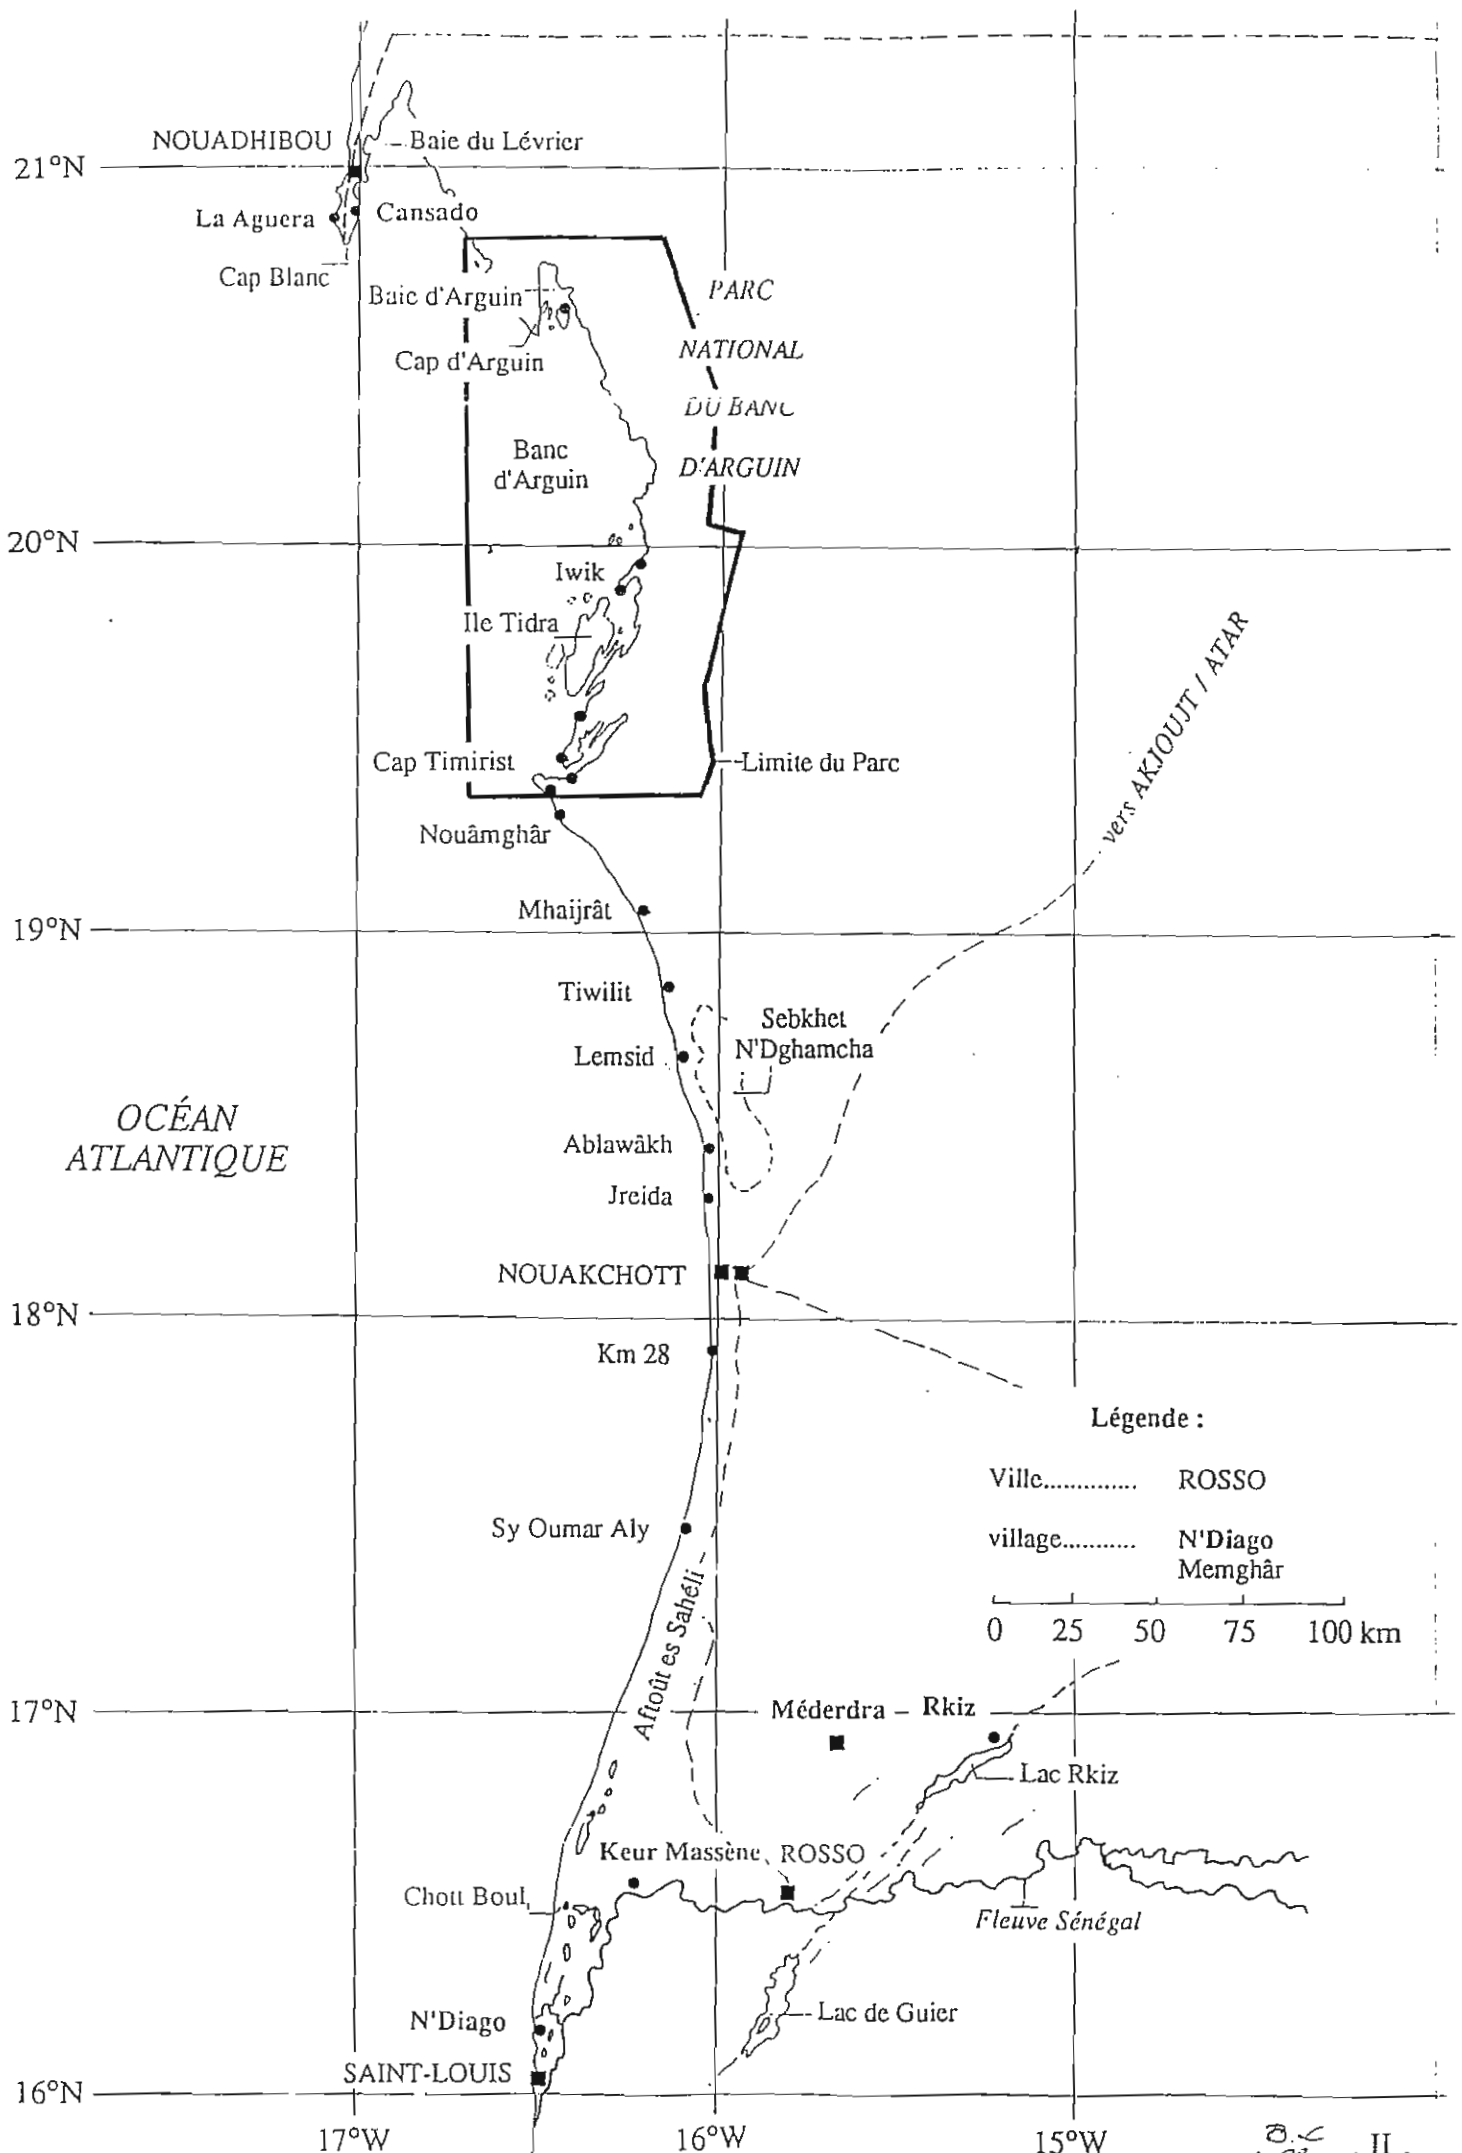 NOUADHIBOU
Baie du Lévrier
21°N
La Aguera
Cansado
Cap Blanc
Baie d'Arguin
PARC
Cap d'Arguin
NATIONAL
DU BANC
Banc
d'Arguin
D'ARGUIN
20°N
Iwik
Ile Tidra
vers AKJOUJT / ATAR
Cap Timirist
Limite du Parc
Nouâmghâr
Mhaijrât
19°N
Tiwilit
Sebkhet
N'Dghamcha
Lemsid
OCÉAN
ATLANTIQUE
Ablawâkh
Jreida
NOUAKCHOTT
18°N
Km 28
Légende :
Ville.............. ROSSO
village........... N'Diago
Memghâr
Sy Oumar Aly
0 25 50 75 100 km
Aftoût es Sahéli
17°N
Méderdra – Rkiz
Lac Rkiz
Keur Massène ROSSO
Chott Boul
Fleuve Sénégal
N'Diago
Lac de Guier
SAINT-LOUIS
16°N
17°W
16°W
15°W